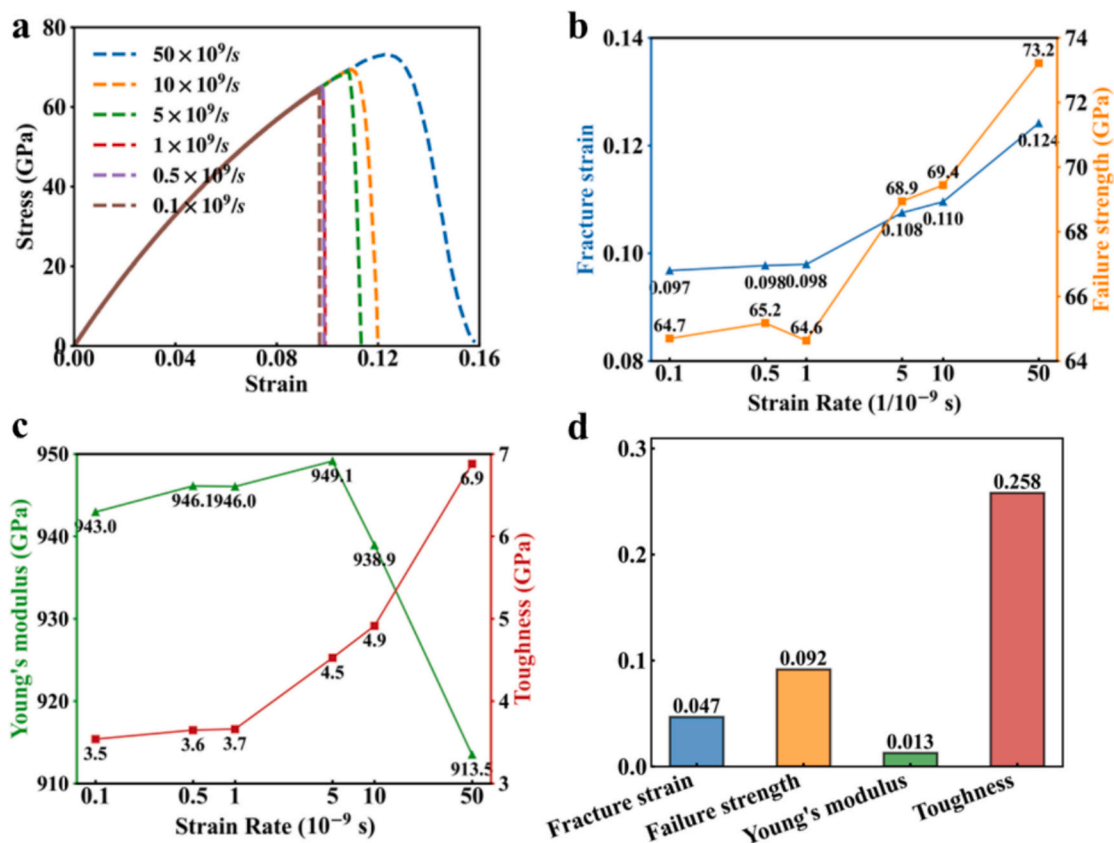 a
80
60
40
20
0
Stress (GPa)
50×10⁹/s
10×10⁹/s
5×10⁹/s
1×10⁹/s
0.5×10⁹/s
0.1×10⁹/s
0.00 0.04 0.08 0.12 0.16
Strain
b
0.14
0.12
0.10
0.08
Fracture strain
74
72
70
68
66
64
Failure strength (GPa)
73.2
0.124
69.4
68.9
0.110
0.108
0.097 0.098 0.098
65.2
64.7 64.6
0.1 0.5 1 5 10 50
Strain Rate (1/10⁻⁹ s)
c
950
940
930
920
910
Young's modulus (GPa)
7
6
5
4
3
Toughness (GPa)
949.1
946.1 946.0
943.0
938.9
913.5
6.9
4.9
4.5
3.7
3.6
3.5
0.1 0.5 1 5 10 50
Strain Rate (10⁻⁹ s)
d
0.3
0.2
0.1
0.0
0.047
0.092
0.013
0.258
Fracture strain
Failure strength
Young's modulus
Toughness